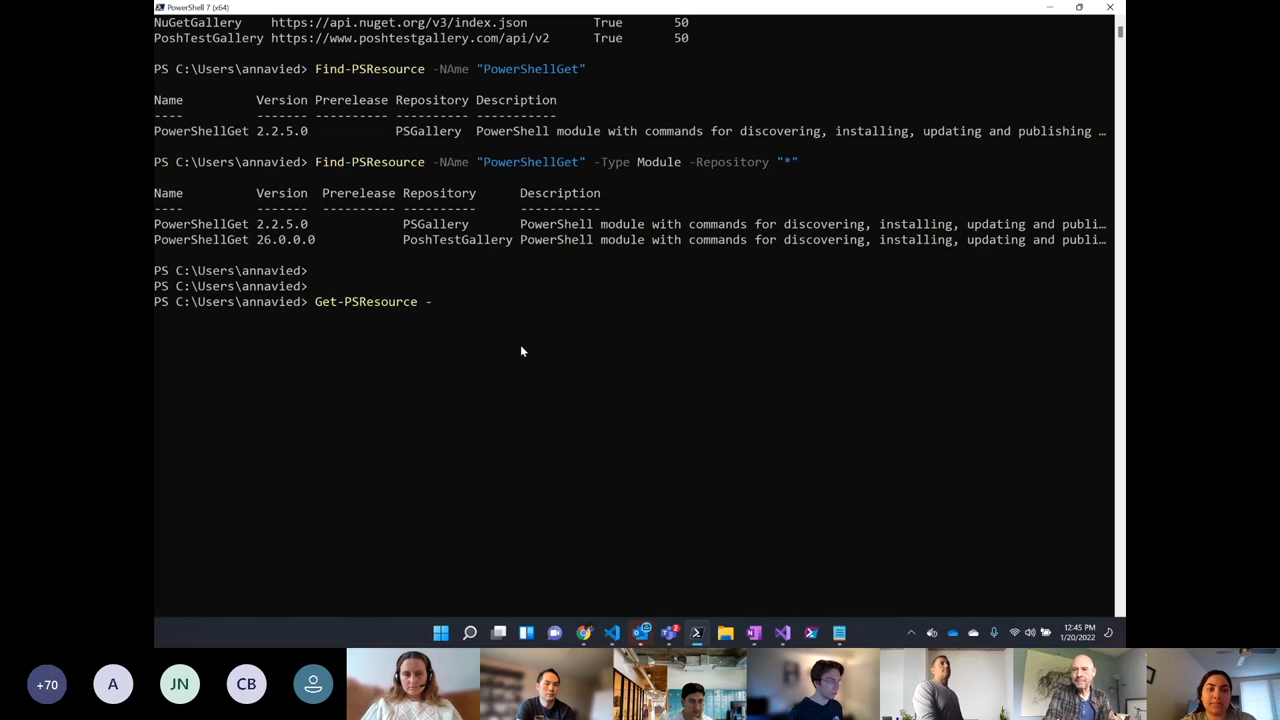 PowerShell 7 (x64)
NuGetGallery https://api.nuget.org/v3/index.json True 50
PoshTestGallery https://www.poshtestgallery.com/api/v2 True 50
PS C:\Users\annavied> Find-PSResource -NAme "PowerShellGet"
Name Version Prerelease Repository Description
---- ------- ---------- ---------- -----------
PowerShellGet 2.2.5.0 PSGallery PowerShell module with commands for discovering, installing, updating and publishing …
PS C:\Users\annavied> Find-PSResource -NAme "PowerShellGet" -Type Module -Repository "*"
Name Version Prerelease Repository Description
---- ------- ---------- ---------- -----------
PowerShellGet 2.2.5.0 PSGallery PowerShell module with commands for discovering, installing, updating and publi…
PowerShellGet 26.0.0.0 PoshTestGallery PowerShell module with commands for discovering, installing, updating and publi…
PS C:\Users\annavied>
PS C:\Users\annavied>
PS C:\Users\annavied> Get-PSResource -
12:45 PM
1/20/2022
+70 A JN CB